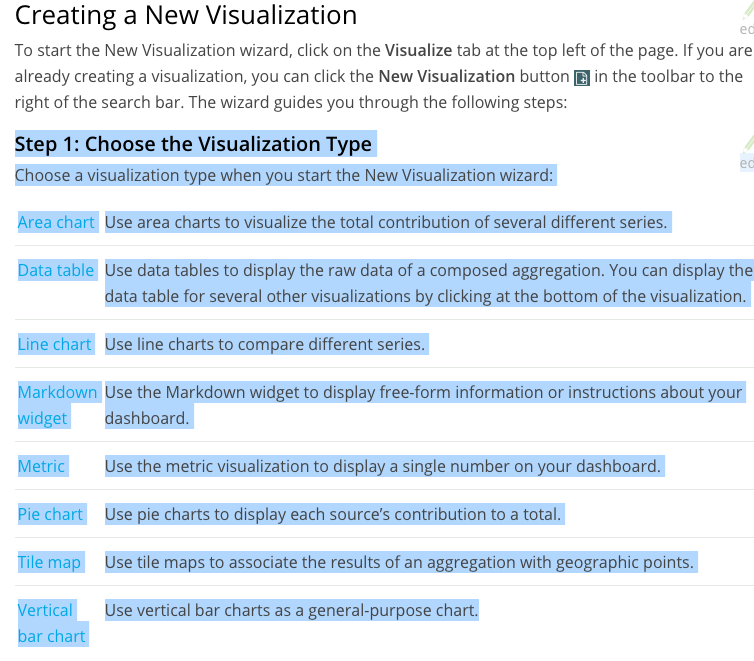 Creating a New Visualization
ed
To start the New Visualization wizard, click on the Visualize tab at the top left of the page. If you are
already creating a visualization, you can click the New Visualization button in the toolbar to the
right of the search bar. The wizard guides you through the following steps:
Step 1: Choose the Visualization Type
ed
Choose a visualization type when you start the New Visualization wizard:
Area chart Use area charts to visualize the total contribution of several different series.
Data table Use data tables to display the raw data of a composed aggregation. You can display the
data table for several other visualizations by clicking at the bottom of the visualization.
Line chart Use line charts to compare different series.
Markdown Use the Markdown widget to display free-form information or instructions about your
widget dashboard.
Metric Use the metric visualization to display a single number on your dashboard.
Pie chart Use pie charts to display each source’s contribution to a total.
Tile map Use tile maps to associate the results of an aggregation with geographic points.
Vertical Use vertical bar charts as a general-purpose chart.
bar chart